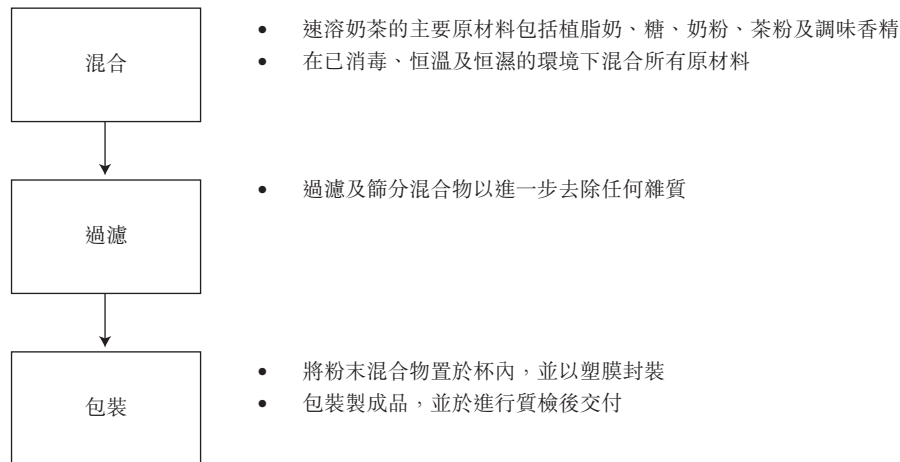 混合
• 速溶奶茶的主要原材料包括植脂奶、糖、奶粉、茶粉及調味香精
• 在已消毒、恒溫及恒濕的環境下混合所有原材料
過濾
• 過濾及篩分混合物以進一步去除任何雜質
包裝
• 將粉末混合物置於杯內，並以塑膜封裝
• 包裝製成品，並於進行質檢後交付